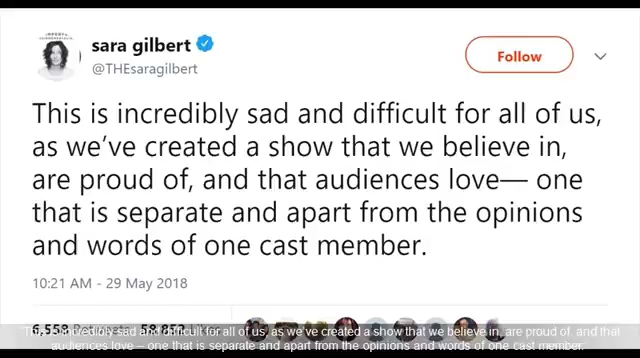 sara gilbert
@THEsaragilbert
Follow
This is incredibly sad and difficult for all of us,
as we’ve created a show that we believe in,
are proud of, and that audiences love— one
that is separate and apart from the opinions
and words of one cast member.
10:21 AM - 29 May 2018
"This is incredibly sad and difficult for all of us, as we've created a show that we believe in, are proud of, and that
audiences love -- one that is separate and apart from the opinions and words of one cast member.